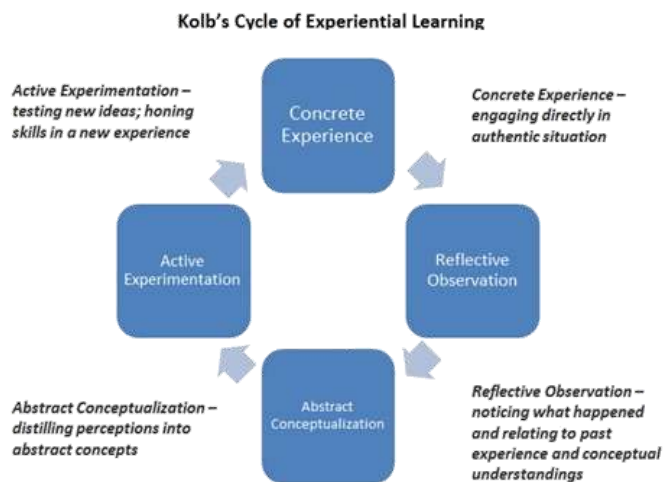 Kolb's Cycle of Experiential Learning
Active Experimentation –
testing new ideas; honing
skills in a new experience
Concrete
Experience
Concrete Experience –
engaging directly in
authentic situation
Active
Experimentation
Reflective
Observation
Abstract Conceptualization –
distilling perceptions into
abstract concepts
Abstract
Conceptualization
Reflective Observation –
noticing what happened
and relating to past
experience and conceptual
understandings